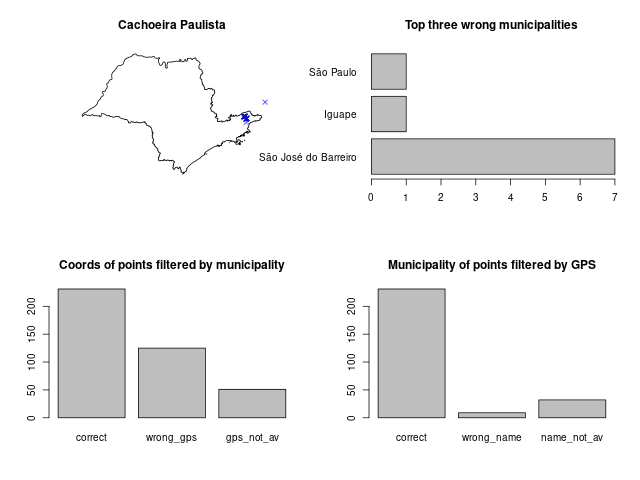 Cachoeira Paulista
Top three wrong municipalities
São Paulo
Iguape
São José do Barreiro
0 1 2 3 4 5 6 7
Coords of points filtered by municipality
200
150
100
50
0
correct wrong_gps gps_not_av
Municipality of points filtered by GPS
200
150
100
50
0
correct wrong_name name_not_av